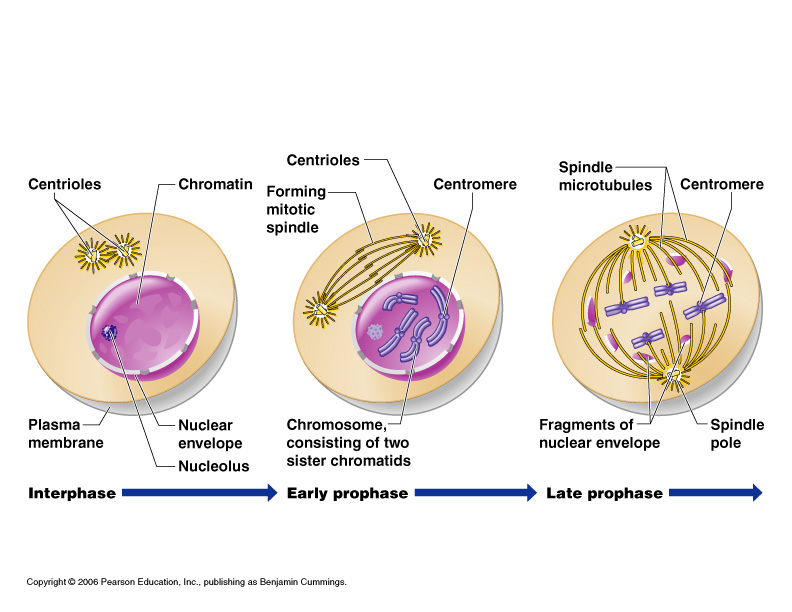 Centrioles
Chromatin
Plasma
membrane
Nuclear
envelope
Nucleolus
Interphase
Centrioles
Forming
mitotic
spindle
Centromere
Chromosome,
consisting of two
sister chromatids
Early prophase
Spindle
microtubules
Centromere
Fragments of
nuclear envelope
Spindle
pole
Late prophase
Copyright © 2006 Pearson Education, Inc., publishing as Benjamin Cummings.